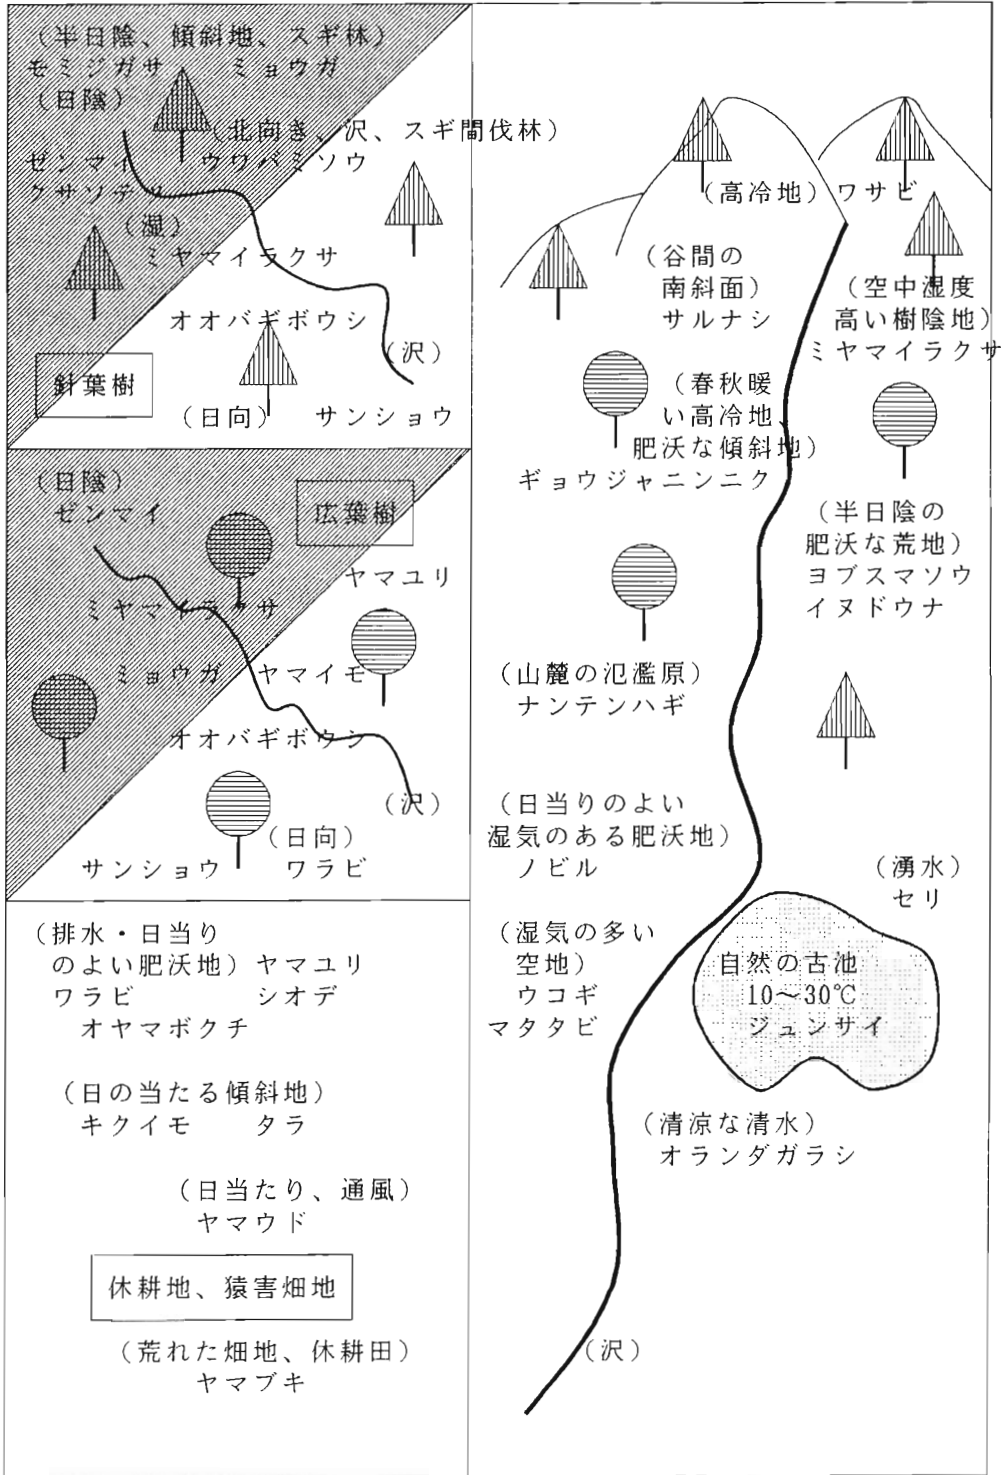 （半日陰、傾斜地、スギ林）
モミジガサ　ミョウガ
（日陰）
（北向き、沢、スギ間伐林）
ゼンマイ　ウワバミソウ
クサソテツ
（湿）
ミヤマイラクサ
オオバギボウシ
（沢）
針葉樹
（日向）　サンショウ
（日陰）
ゼンマイ
広葉樹
ヤマユリ
ミヤマイラクサ
ミョウガ　ヤマイモ
オオバギボウシ
（沢）
（日向）
サンショウ　ワラビ
（排水・日当り
のよい肥沃地）ヤマユリ
ワラビ　シオデ
オヤマボクチ
（日の当たる傾斜地）
キクイモ　タラ
（日当たり、通風）
ヤマウド
休耕地、猿害畑地
（荒れた畑地、休耕田）
ヤマブキ
（高冷地）ワサビ
（谷間の
南斜面）
サルナシ
（空中湿度
高い樹陰地）
ミヤマイラクサ
（春秋暖
い高冷地、
肥沃な傾斜地）
ギョウジャニンニク
（半日陰の
肥沃な荒地）
ヨブスマソウ
イヌドウナ
（山麓の氾濫原）
ナンテンハギ
（日当りのよい
湿気のある肥沃地）
ノビル
（湧水）
セリ
（湿気の多い
空地）
ウコギ
マタタビ
自然の古池
10～30℃
ジュンサイ
（清涼な清水）
オランダガラシ
（沢）